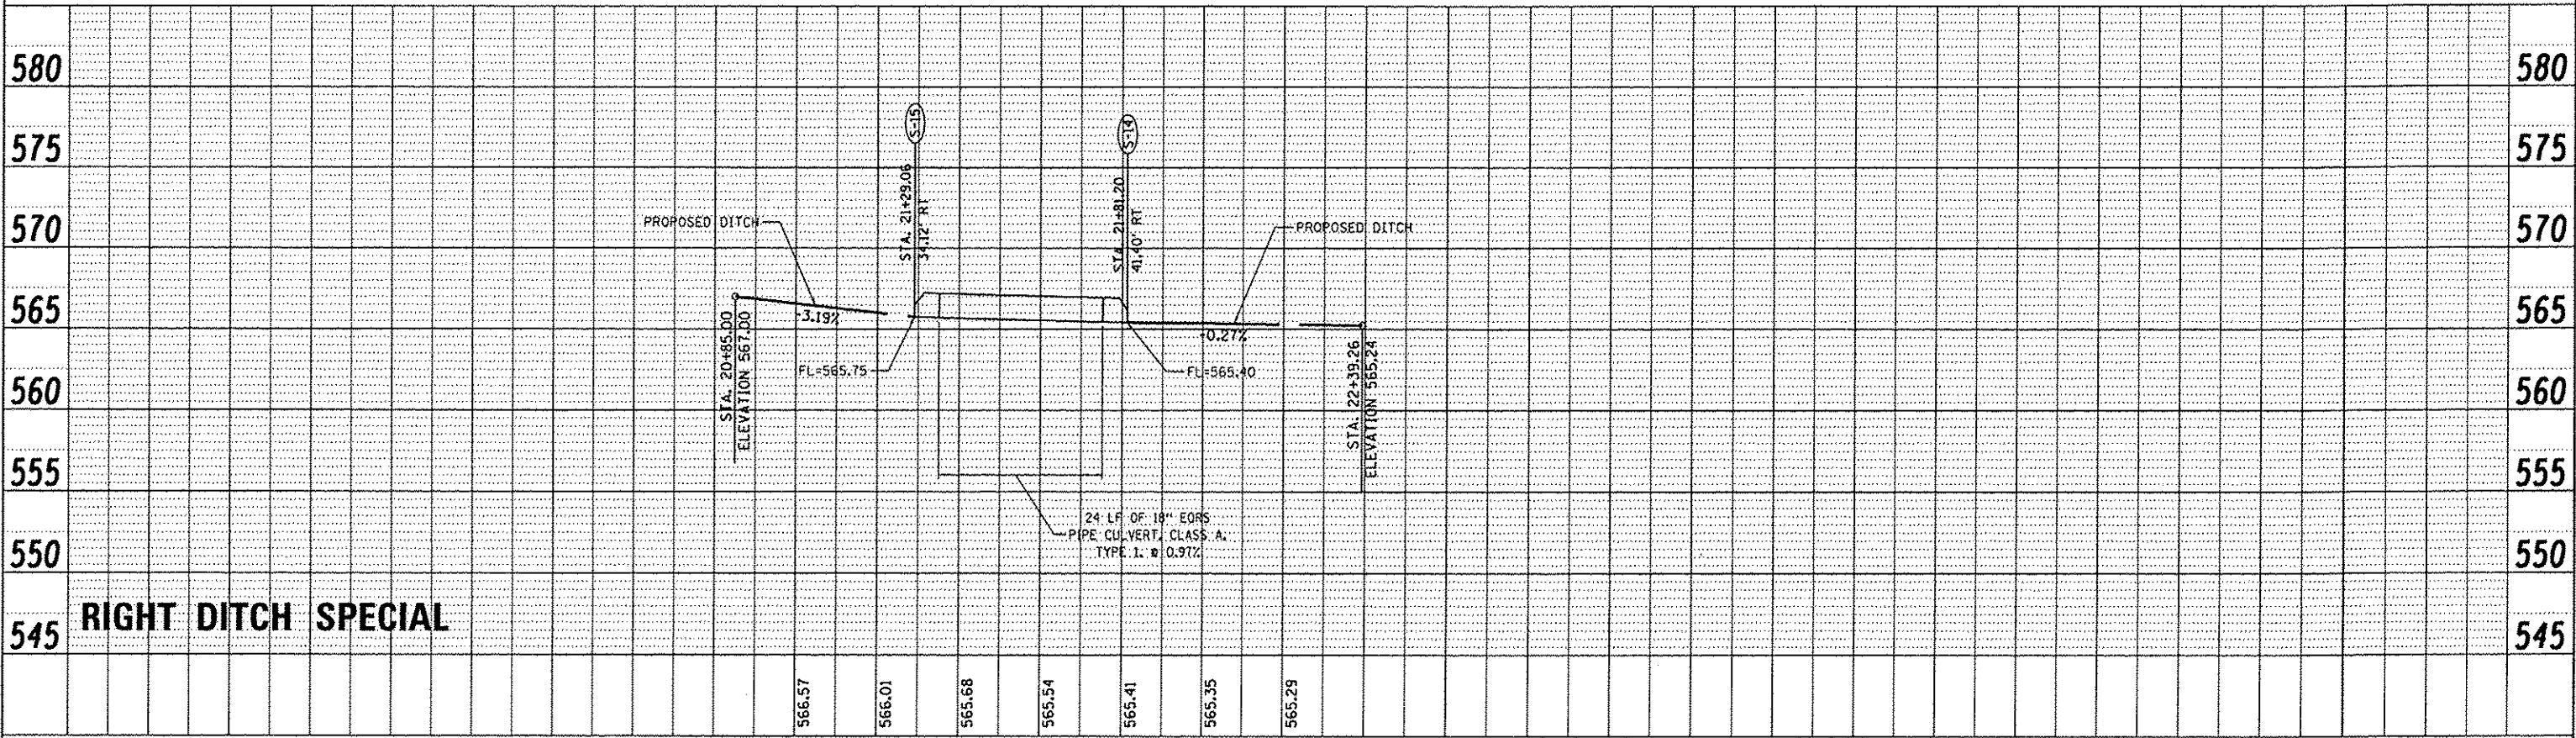 580
580
S-15
S-14
575
575
STA. 21+29.06
34.12' RT
STA. 21+81.20
41.40' RT
570
PROPOSED DITCH
PROPOSED DITCH
570
565
-3.19%
-0.27%
565
STA. 20+85.00
ELEVATION 567.00
FL=565.75
FL=565.40
STA. 22+39.26
ELEVATION 565.24
560
560
555
555
24 LF OF 18" EQRS
PIPE CULVERT, CLASS A,
TYPE 1, @ 0.97%
550
550
RIGHT DITCH SPECIAL
545
545
566.57
566.01
565.68
565.54
565.41
565.35
565.29